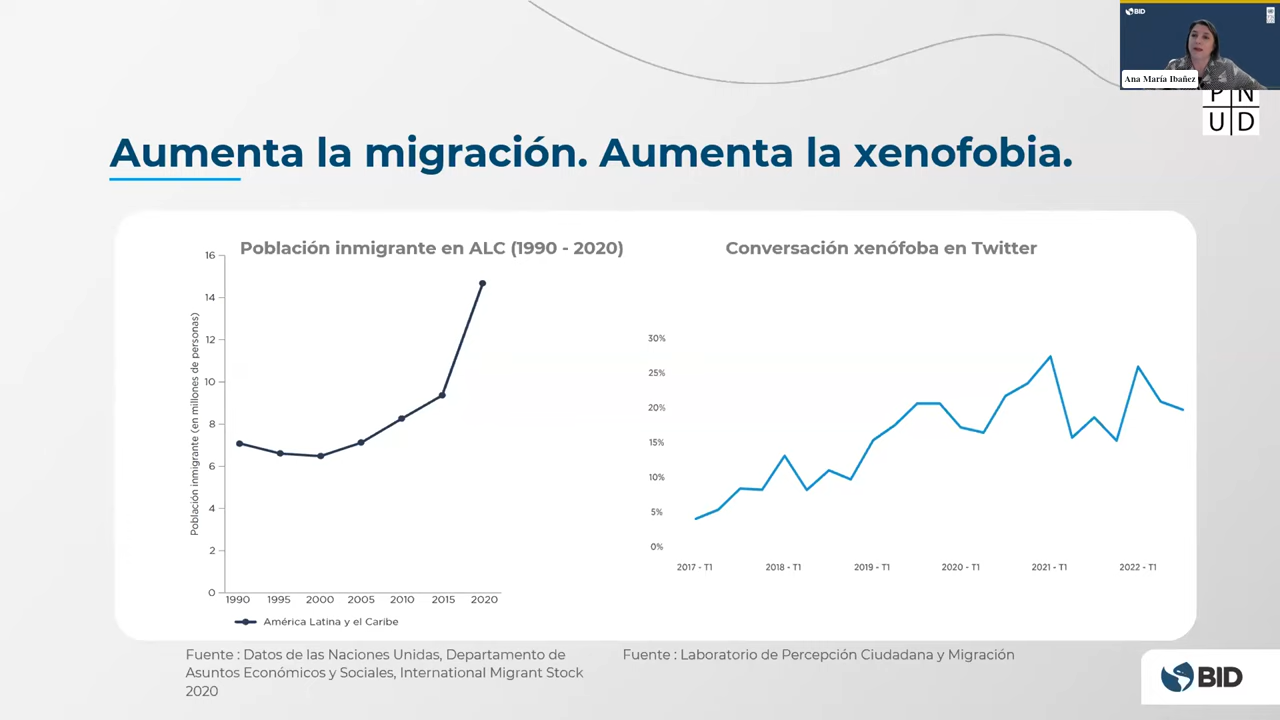 BID
Ana María Ibañez
P N
U D
Aumenta la migración. Aumenta la xenofobia.
Población inmigrante en ALC (1990 - 2020)
Población inmigrante (en millones de personas)
16
14
12
10
8
6
4
2
0
1990 1995 2000 2005 2010 2015 2020
América Latina y el Caribe
Conversación xenófoba en Twitter
30%
25%
20%
15%
10%
5%
0%
2017 - T1 2018 - T1 2019 - T1 2020 - T1 2021 - T1 2022 - T1
Fuente : Datos de las Naciones Unidas, Departamento de
Asuntos Económicos y Sociales, International Migrant Stock
2020
Fuente : Laboratorio de Percepción Ciudadana y Migración
BID